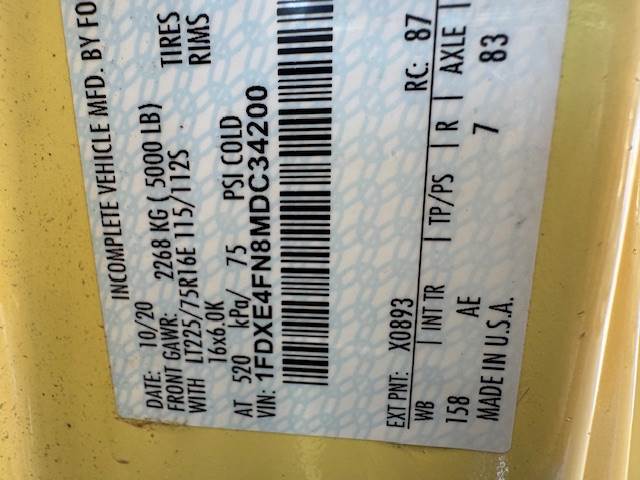 INCOMPLETE VEHICLE MFD. BY FO
DATE: 10/20
FRONT GAWR: 2268 KG ( 5000 LB)
WITH LT225/75R16E 115/112S TIRES
16x6.0K RIMS
AT 520 kPa/ 75 PSI COLD
VIN: 1FDXE4FN8MDC34200
EXT PNT: X0893 RC: 87
WB | INT TR | TP/PS | R | AXLE |
158 AE 7 83
MADE IN U.S.A.